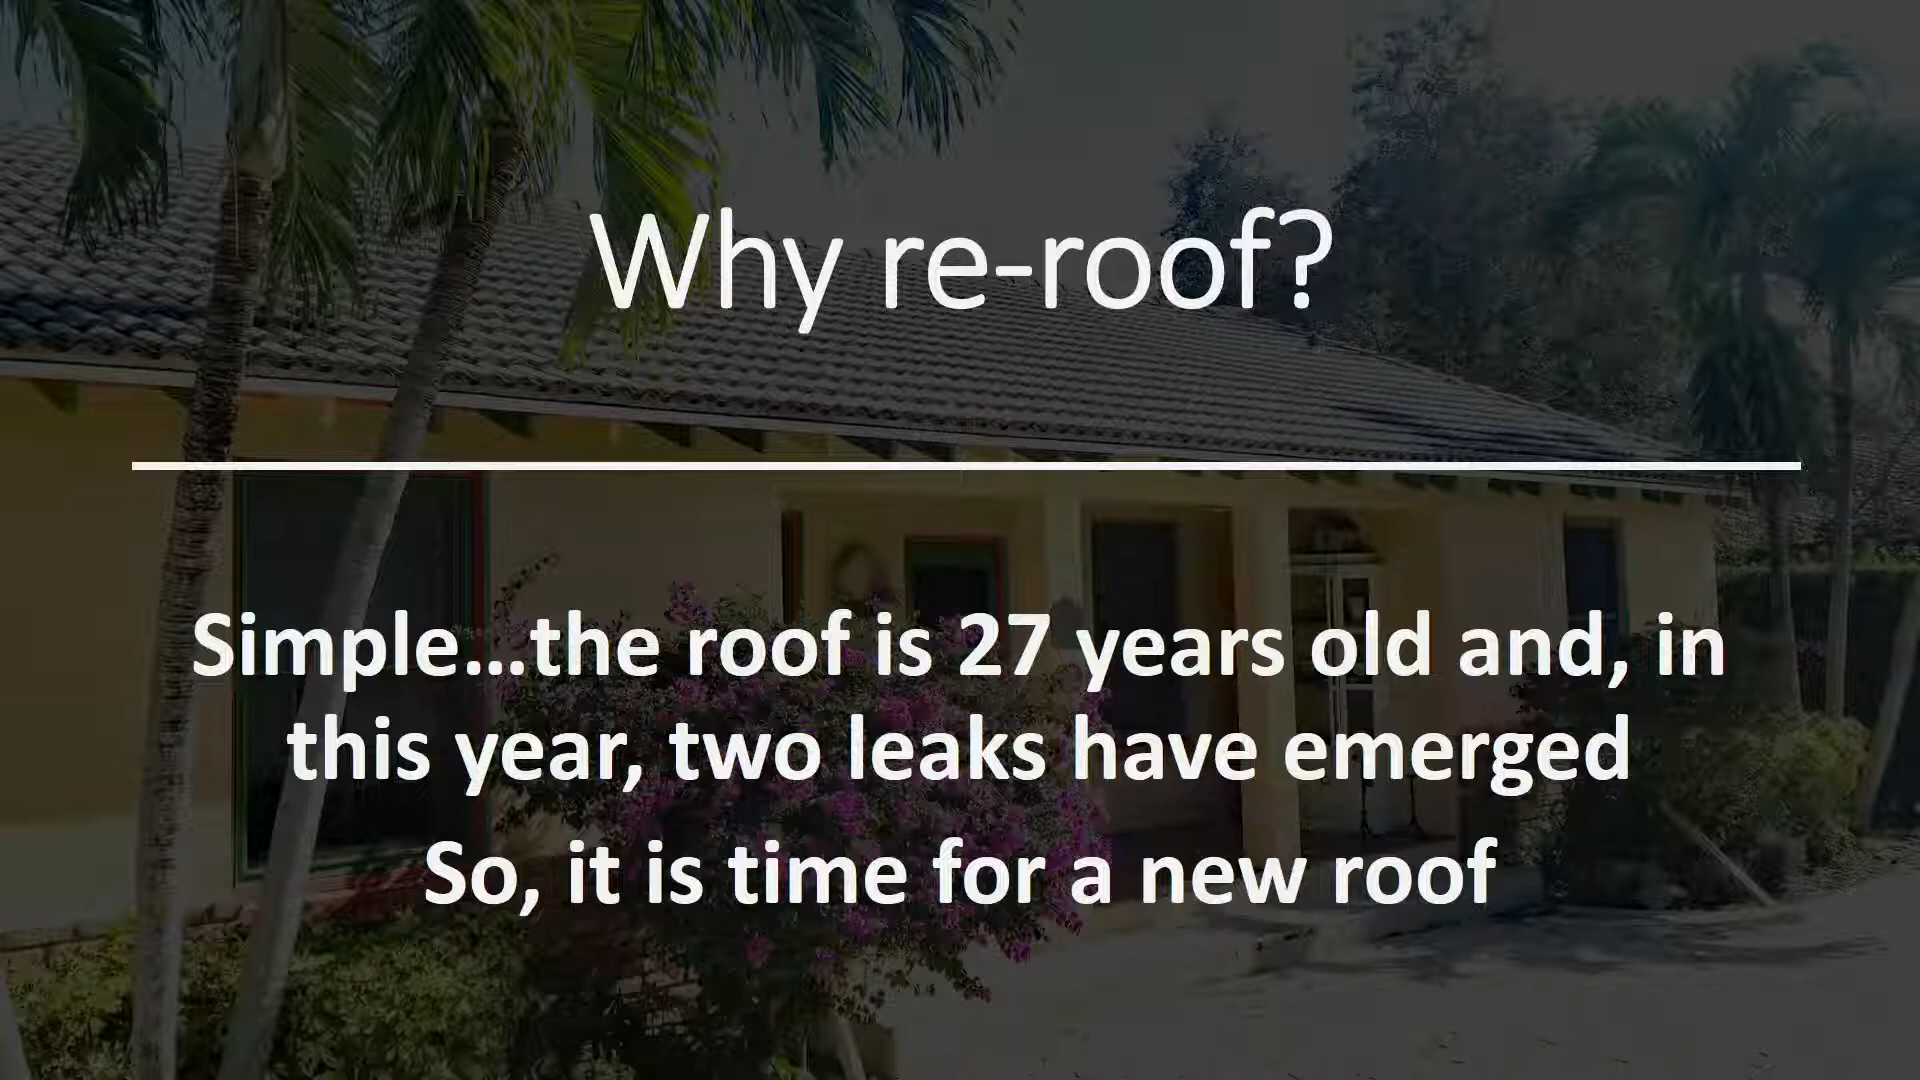 Why re-roof?
Simple...the roof is 27 years old and, in
this year, two leaks have emerged
So, it is time for a new roof